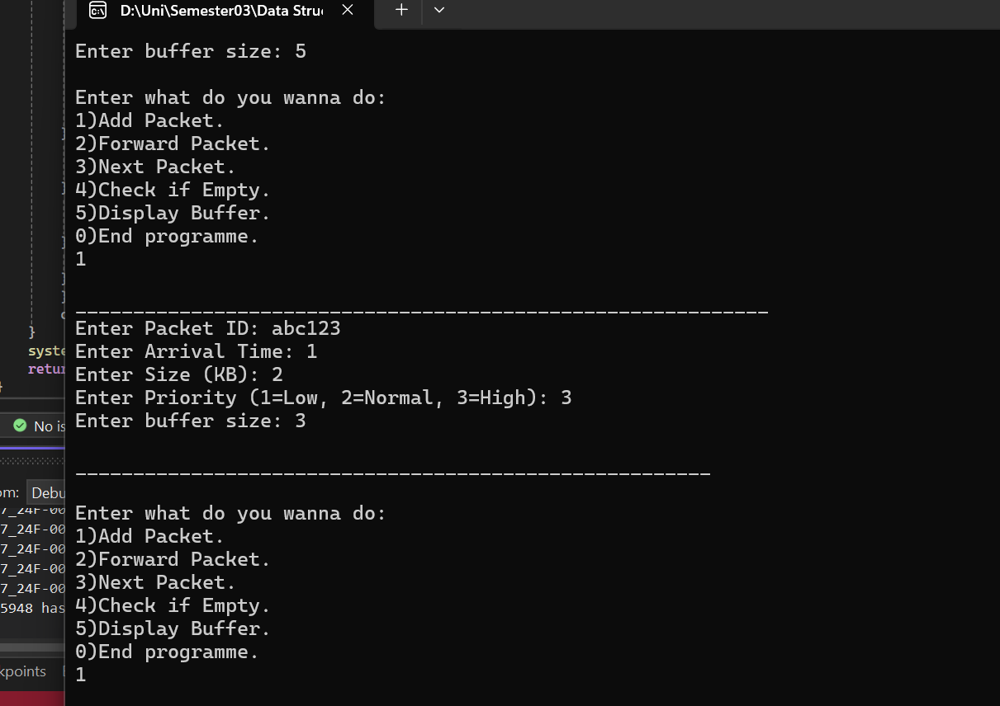 D:\Uni\Semester03\Data Stru
Enter buffer size: 5
Enter what do you wanna do:
1)Add Packet.
2)Forward Packet.
3)Next Packet.
4)Check if Empty.
5)Display Buffer.
0)End programme.
1
____________________________________________________________
Enter Packet ID: abc123
Enter Arrival Time: 1
Enter Size (KB): 2
Enter Priority (1=Low, 2=Normal, 3=High): 3
Enter buffer size: 3
_______________________________________________________
Enter what do you wanna do:
1)Add Packet.
2)Forward Packet.
3)Next Packet.
4)Check if Empty.
5)Display Buffer.
0)End programme.
1
}
syste
retur
}
No is
om:
Debu
7_24F-00
7_24F-00
7_24F-00
7_24F-00
7_24F-00
5948 has
kpoints